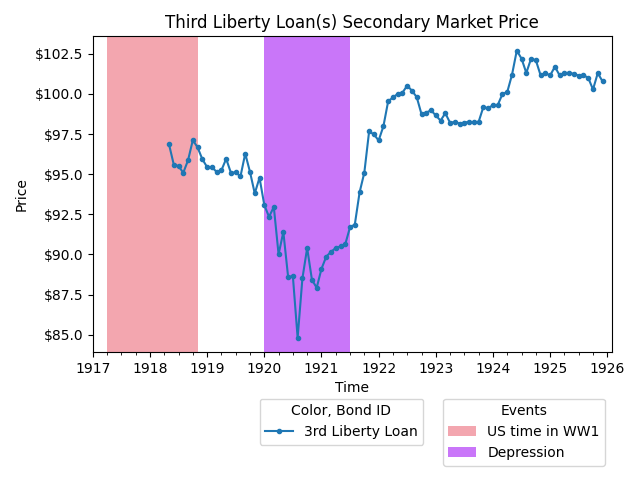 Third Liberty Loan(s) Secondary Market Price
$102.5
$100.0
$97.5
$95.0
$92.5
$90.0
$87.5
$85.0
Price
1917 1918 1919 1920 1921 1922 1923 1924 1925 1926
Time
Color, Bond ID
3rd Liberty Loan
Events
US time in WW1
Depression